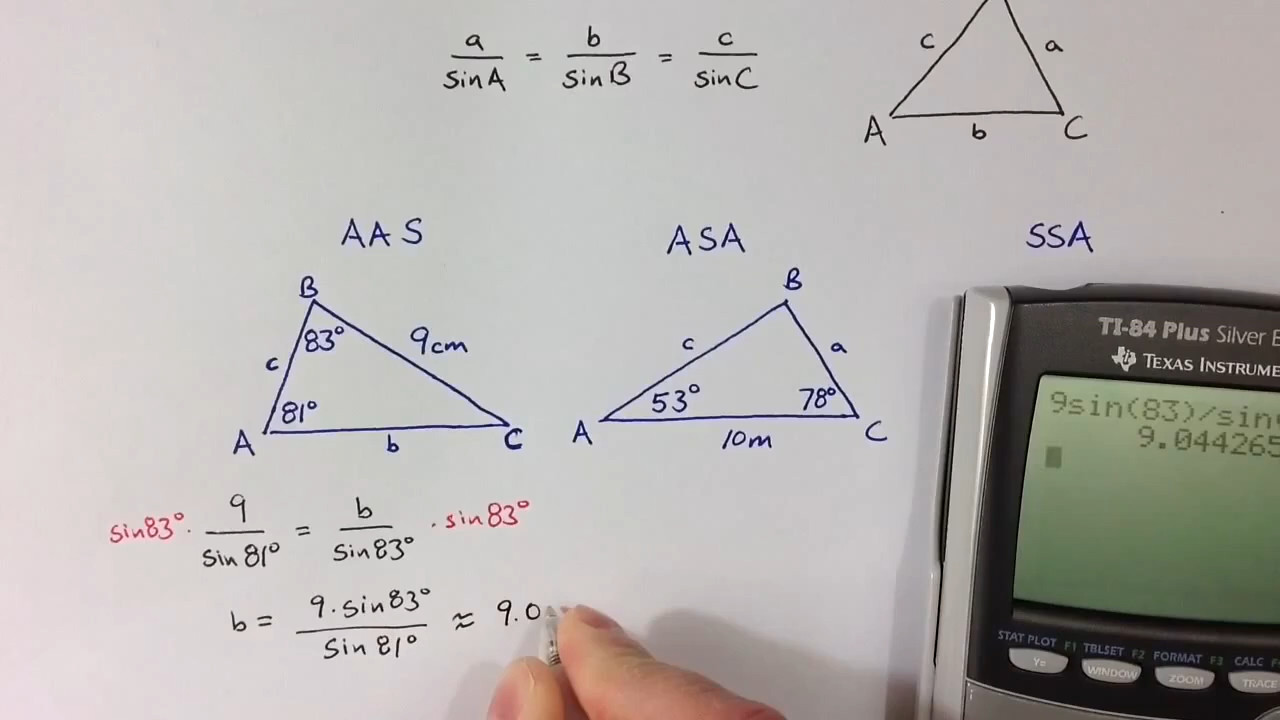 a/sinA = b/sinB = c/sinC
c a
A b C
AAS ASA SSA
B
83° 9cm
c
81°
A b C
B
c a
53° 78°
A 10m C
sin83° · 9/sin81° = b/sin83° · sin83°
b = 9·sin83°/sin81° ≈ 9.0
TI-84 Plus Silver
TEXAS INSTRUME
9sin(83)/sin
9.044265
STAT PLOT F1 TBLSET F2 FORMAT F3 CALC
Y= WINDOW ZOOM TRACE